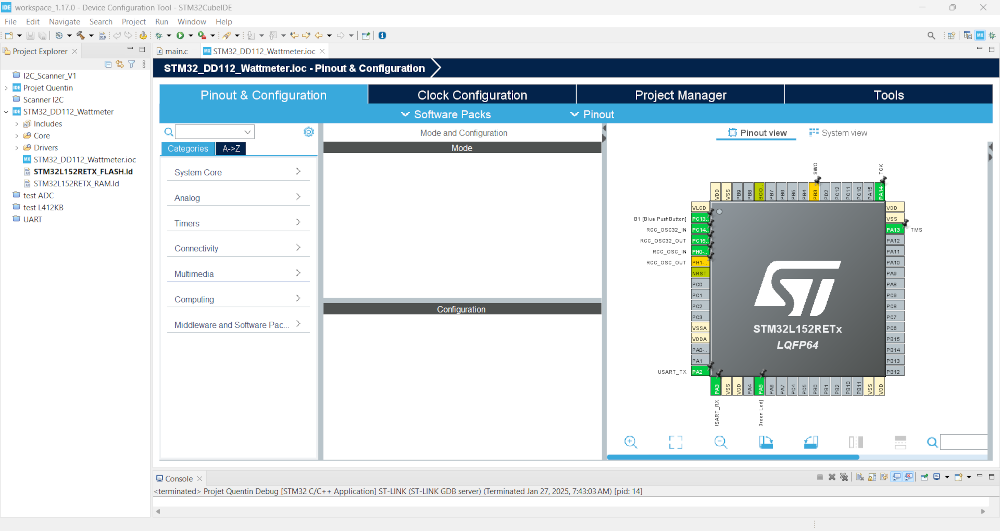 workspace_1.17.0 - Device Configuration Tool - STM32CubeIDE
File Edit Navigate Search Project Run Window Help
Project Explorer
main.c
STM32_DD112_Wattmeter.ioc
I2C_Scanner_V1
Projet Quentin
Scanner I2C
STM32_DD112_Wattmeter
Includes
Core
Drivers
STM32_DD112_Wattmeter.ioc
STM32L152RETX_FLASH.ld
STM32L152RETX_RAM.ld
test ADC
test L412KB
UART
STM32_DD112_Wattmeter.ioc - Pinout & Configuration
Pinout & Configuration
Clock Configuration
Project Manager
Tools
Software Packs
Pinout
Categories
A->Z
System Core
Analog
Timers
Connectivity
Multimedia
Computing
Middleware and Software Pac...
Mode and Configuration
Mode
Configuration
Pinout view
System view
SWO
TCK
B1 [Blue PushButton]
RCC_OSC32_IN
RCC_OSC32_OUT
RCC_OSC_IN
RCC_OSC_OUT
USART_TX
USART_RX
TMS
VLCD
PC13..
PC14..
PC15..
PH0-..
PH1-..
NRST
PC0
PC1
PC2
PC3
VSSA
VDDA
PA0-..
PA1
PA2
VDD
VSS
PA13
PA12
PA11
PA10
PA9
PA8
PC9
PC8
PC7
PC6
PB15
PB14
PB13
PB12
ST
STM32L152RETx
LQFP64
Console
<terminated> Projet Quentin Debug [STM32 C/C++ Application] ST-LINK (ST-LINK GDB server) (Terminated Jan 27, 2025, 7:43:03 AM) [pid: 14]